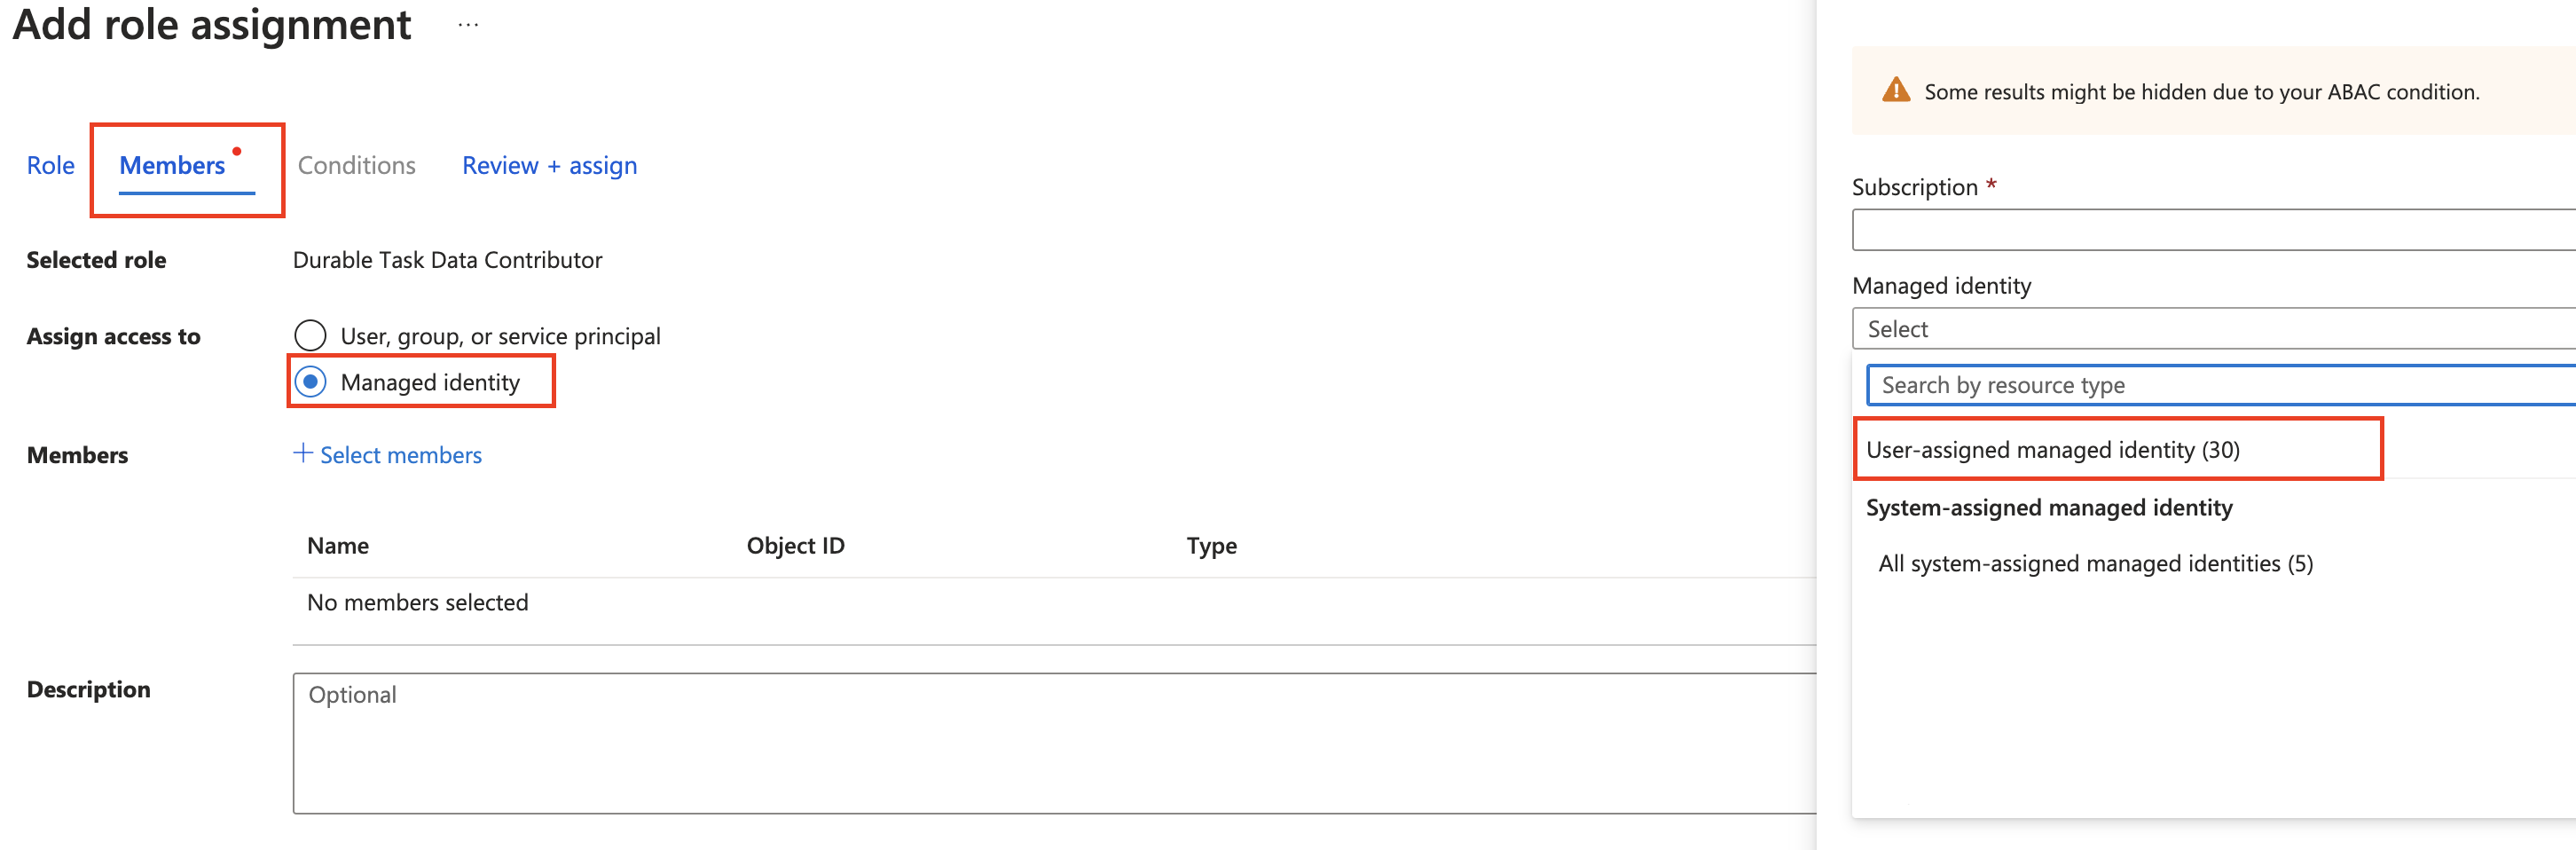 Add role assignment ...
Role Members Conditions Review + assign
Selected role Durable Task Data Contributor
Assign access to User, group, or service principal
Managed identity
Members + Select members
Name Object ID Type
No members selected
Description Optional
Some results might be hidden due to your ABAC condition.
Subscription *
Managed identity
Select
Search by resource type
User-assigned managed identity (30)
System-assigned managed identity
All system-assigned managed identities (5)